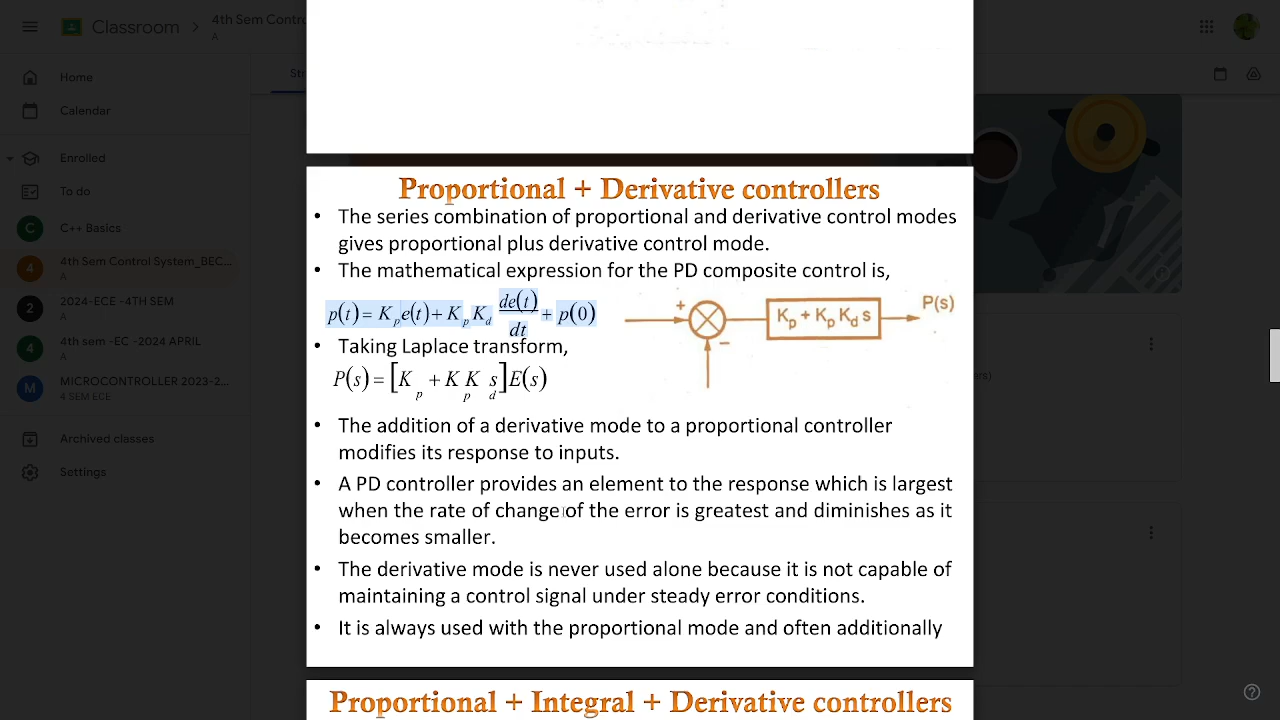 Classroom
4th Sem Contro
A
Home
Calendar
Enrolled
To do
C
C++ Basics
4
4th Sem Control System_BEC...
A
2
2024-ECE -4TH SEM
A
4
4th sem -EC -2024 APRIL
A
M
MICROCONTROLLER 2023-2...
4 SEM ECE
Archived classes
Settings
Str
Proportional + Derivative controllers
• The series combination of proportional and derivative control modes
gives proportional plus derivative control mode.
• The mathematical expression for the PD composite control is,
p(t) = K_p e(t) + K_p K_d de(t)/dt + p(0)
+
−
K_p + K_p K_d s
P(s)
• Taking Laplace transform,
P(s) = [K_p + K_p K_d s] E(s)
• The addition of a derivative mode to a proportional controller
modifies its response to inputs.
• A PD controller provides an element to the response which is largest
when the rate of change of the error is greatest and diminishes as it
becomes smaller.
• The derivative mode is never used alone because it is not capable of
maintaining a control signal under steady error conditions.
• It is always used with the proportional mode and often additionally
Proportional + Integral + Derivative controllers
ers)